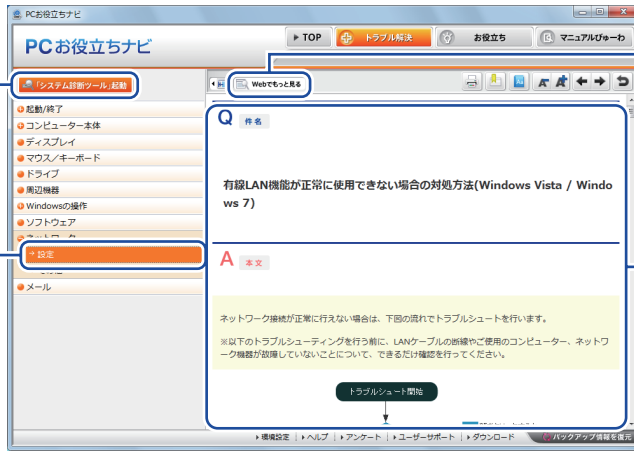 PCお役立ちナビ
PCお役立ちナビ
TOP
トラブル解決
お役立ち
マニュアルびゅーわ
「システム診断ツール」起動
Webでもっと見る
起動/終了
コンピューター本体
ディスプレイ
マウス/キーボード
ドライブ
周辺機器
Windowsの操作
ソフトウェア
設定
メール
Q 件名
有線LAN機能が正常に使用できない場合の対処方法(Windows Vista / Windo
ws 7)
A 本文
ネットワーク接続が正常に行えない場合は、下図の流れでトラブルシュートを行います。
※以下のトラブルシューティングを行う前に、LANケーブルの断線やご使用のコンピューター、ネットワ
ーク機器が故障していないことについて、できるだけ確認を行ってください。
トラブルシュート開始
環境設定 ヘルプ アンケート ユーザーサポート ダウンロード バックアップ情報を復元